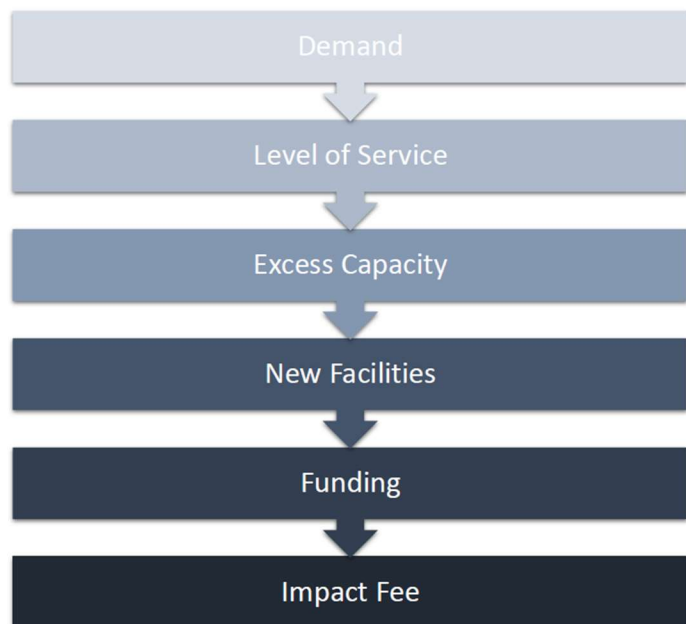 Demand
Level of Service
Excess Capacity
New Facilities
Funding
Impact Fee